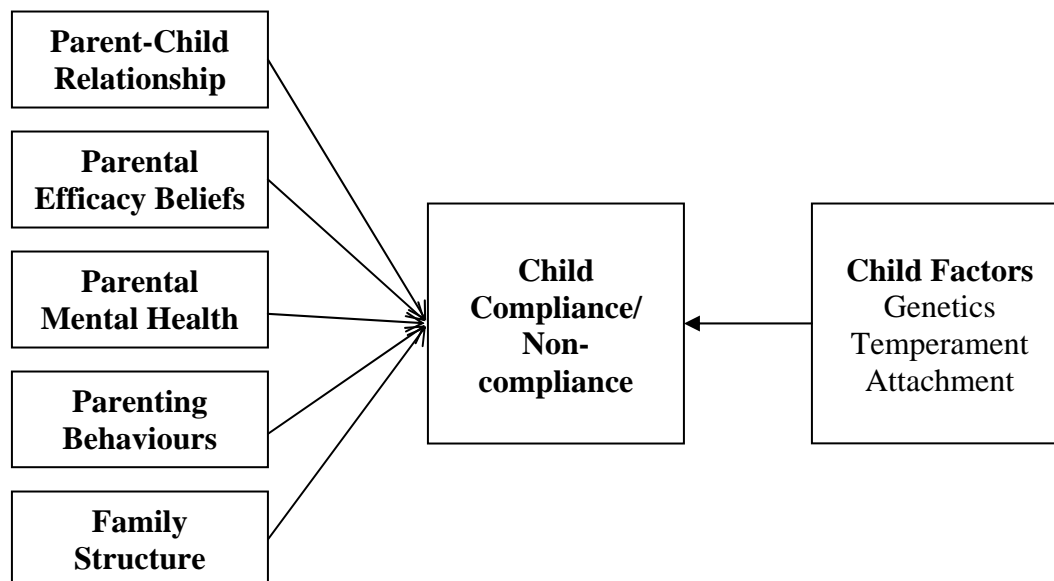 Parent-Child
Relationship
Parental
Efficacy Beliefs
Parental
Mental Health
Parenting
Behaviours
Family
Structure
Child
Compliance/
Non-
compliance
Child Factors
Genetics
Temperament
Attachment